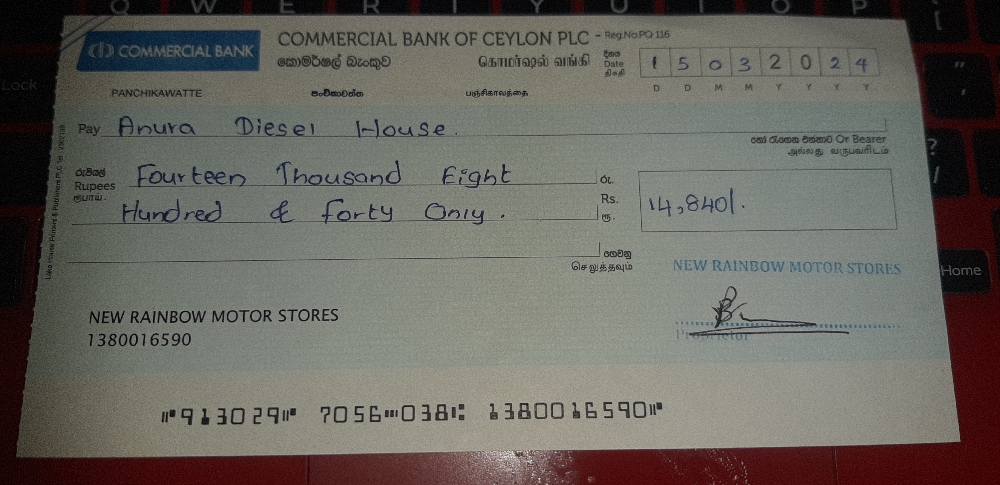 Q W E R T Y U I O P
COMMERCIAL BANK
COMMERCIAL BANK OF CEYLON PLC - Reg.No.PQ 116
කොමර්ෂල් බැංකුව
கொமர்ஷல் வங்கி
දිනය
Date
திகதி
1 5 0 3 2 0 2 4
D D M M Y Y Y Y
PANCHIKAWATTE පංචිකාවත්ත பஞ்சிகாவத்தை
Pay Anura Diesel House.
හෝ රැගෙන එන්නාට Or Bearer
அல்லது வருபவரிடம்
රුපියල්
Rupees
ரூபாய்
Fourteen Thousand Eight
Hundred & Forty Only.
රු.
Rs.
ரூ.
14,840/.
ගෙවනු
செலுத்தவும்
NEW RAINBOW MOTOR STORES
Proprietor
NEW RAINBOW MOTOR STORES
1380016590
⑈913029⑈ 7056⑉038⑆ 1380016590⑈
Lock
Home